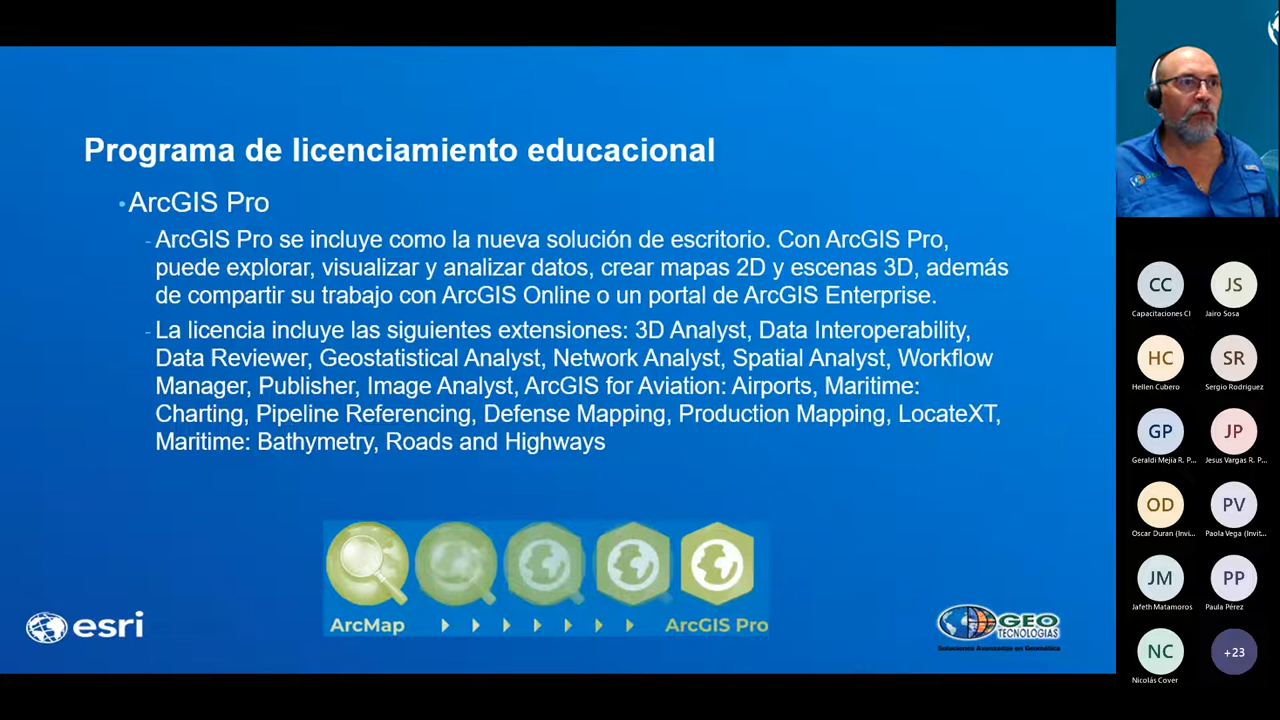 Programa de licenciamiento educacional
•ArcGIS Pro
- ArcGIS Pro se incluye como la nueva solución de escritorio. Con ArcGIS Pro,
puede explorar, visualizar y analizar datos, crear mapas 2D y escenas 3D, además
de compartir su trabajo con ArcGIS Online o un portal de ArcGIS Enterprise.
- La licencia incluye las siguientes extensiones: 3D Analyst, Data Interoperability,
Data Reviewer, Geostatistical Analyst, Network Analyst, Spatial Analyst, Workflow
Manager, Publisher, Image Analyst, ArcGIS for Aviation: Airports, Maritime:
Charting, Pipeline Referencing, Defense Mapping, Production Mapping, LocateXT,
Maritime: Bathymetry, Roads and Highways
ArcMap
ArcGIS Pro
esri
GEO
TECNOLOGÍAS
Soluciones Avanzadas en Geomática
GEO
CC
Capacitaciones CI
JS
Jairo Sosa
HC
Hellen Cubero
SR
Sergio Rodriguez
GP
Geraldi Mejía R. P...
JP
Jesus Vargas R. P...
OD
Oscar Duran (Invi...
PV
Paola Vega (Invit...
JM
Jafeth Matamoros
PP
Paula Pérez
NC
Nicolás Cover
+23